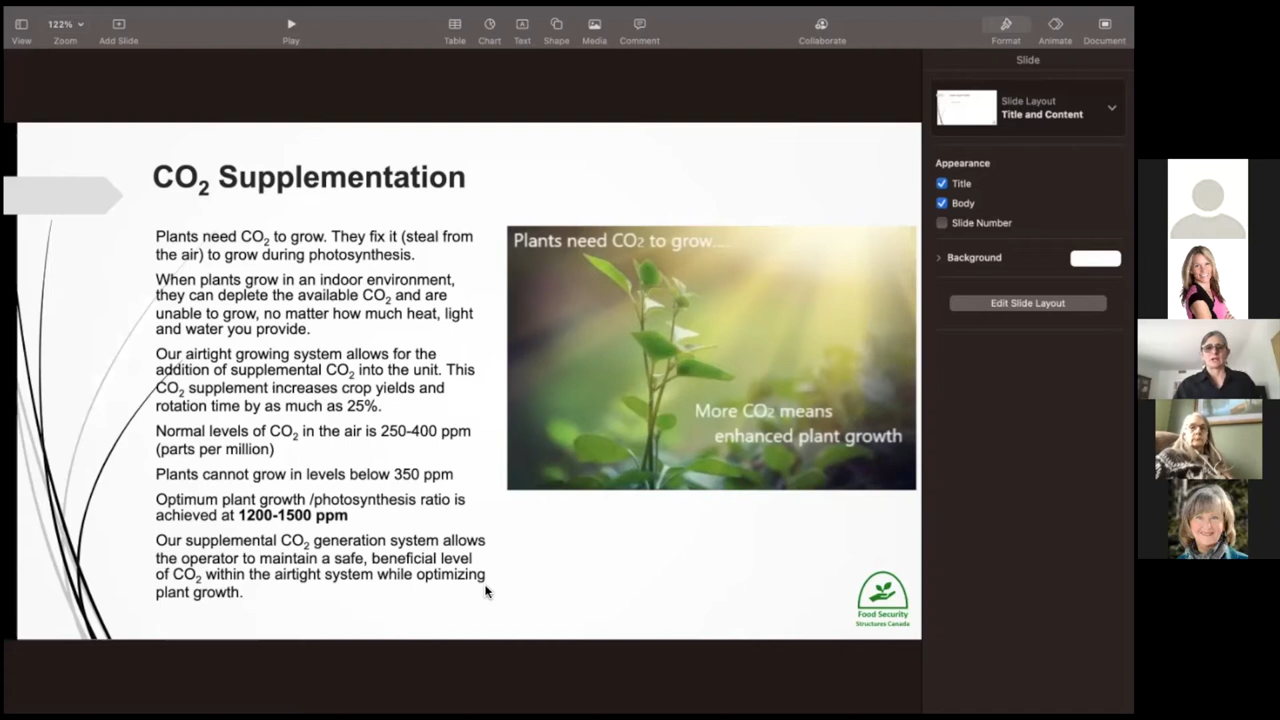 122%
View
Zoom
Add Slide
Play
Table
Chart
Text
Shape
Media
Comment
Collaborate
Format
Animate
Document
Slide
Slide Layout
Title and Content
Appearance
Title
Body
Slide Number
Background
Edit Slide Layout
CO2 Supplementation
Plants need CO2 to grow. They fix it (steal from
the air) to grow during photosynthesis.
When plants grow in an indoor environment,
they can deplete the available CO2 and are
unable to grow, no matter how much heat, light
and water you provide.
Our airtight growing system allows for the
addition of supplemental CO2 into the unit. This
CO2 supplement increases crop yields and
rotation time by as much as 25%.
Normal levels of CO2 in the air is 250-400 ppm
(parts per million)
Plants cannot grow in levels below 350 ppm
Optimum plant growth /photosynthesis ratio is
achieved at 1200-1500 ppm
Our supplemental CO2 generation system allows
the operator to maintain a safe, beneficial level
of CO2 within the airtight system while optimizing
plant growth.
Plants need CO2 to grow....
More CO2 means
enhanced plant growth
Food Security
Structures Canada